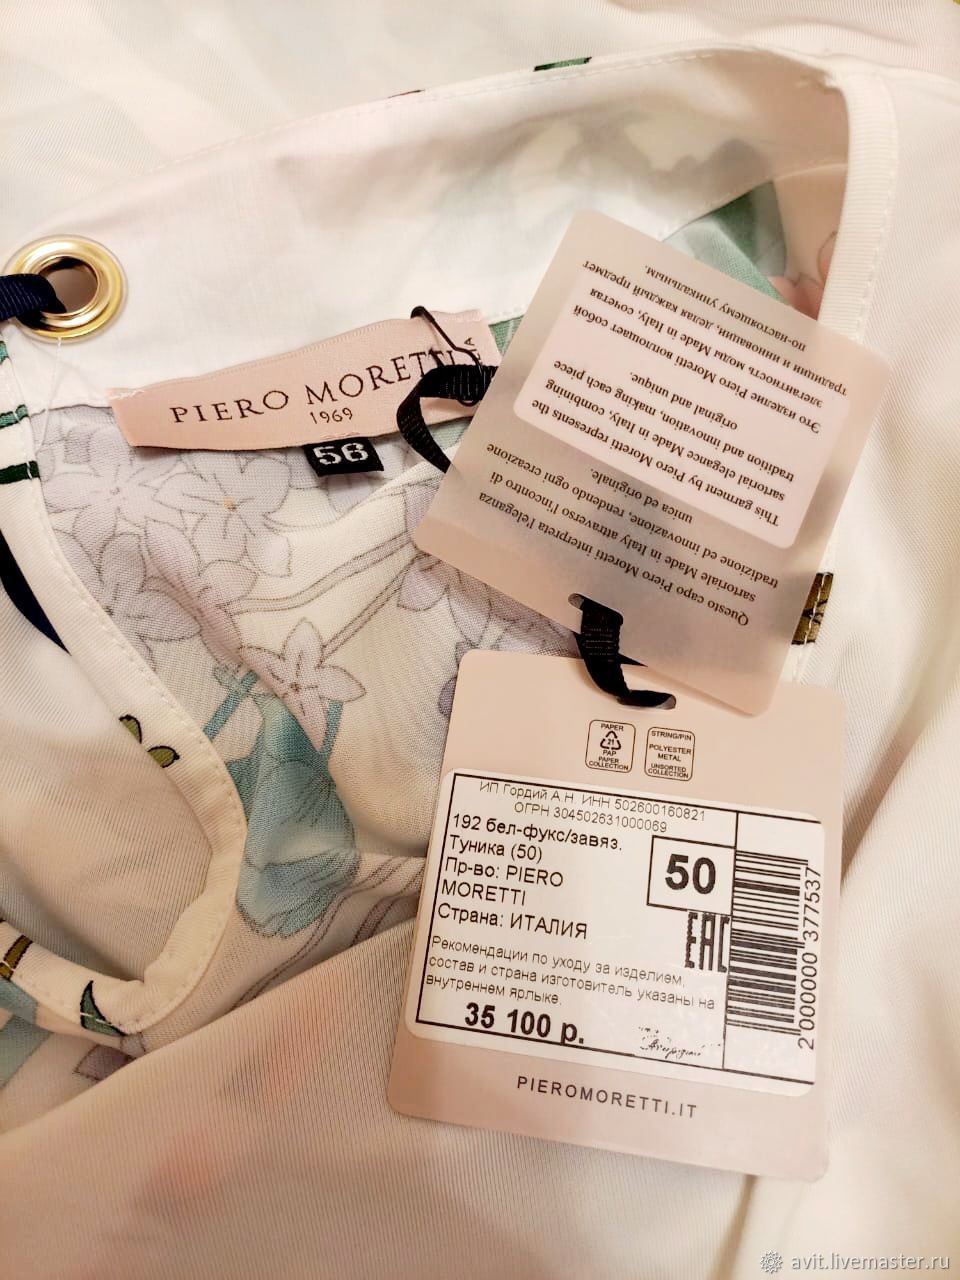 PIERO MORETTI
1969
56
Questo capo Piero Moretti interpreta l'eleganza
sartoriale Made in Italy attraverso l'incontro di
tradizione ed innovazione, rendendo ogni creazione
unica ed originale.
This garment by Piero Moretti represents the
sartorial elegance Made in Italy, combining
tradition and innovation, making each piece
original and unique.
Это изделие Piero Moretti воплощает собой
элегантность моды Made in Italy, сочетая
традиции и инновации, делая каждый предмет
по-настоящему уникальным.
PAPER
21
PAP
PAPER
COLLECTION
STRING/PIN
POLYESTER
METAL
UNSORTED
COLLECTION
ИП Гордий А.Н. ИНН 502600160821
ОГРН 304502631000069
192 бел-фукс/завяз.
Туника (50)
Пр-во: PIERO
MORETTI
Страна: ИТАЛИЯ
50
EAC
Рекомендации по уходу за изделием,
состав и страна изготовитель указаны на
внутреннем ярлыке.
35 100 р.
2 000000 377537
PIEROMORETTI.IT
avit.livemaster.ru